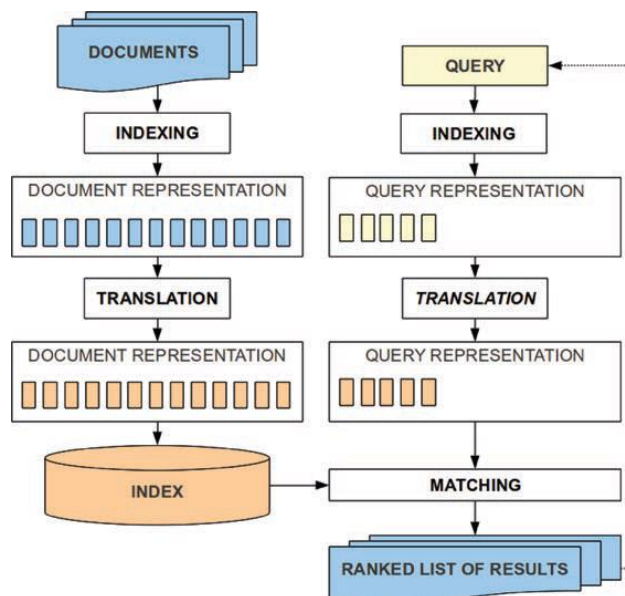 DOCUMENTS
INDEXING
DOCUMENT REPRESENTATION
TRANSLATION
DOCUMENT REPRESENTATION
INDEX
QUERY
INDEXING
QUERY REPRESENTATION
TRANSLATION
QUERY REPRESENTATION
MATCHING
RANKED LIST OF RESULTS